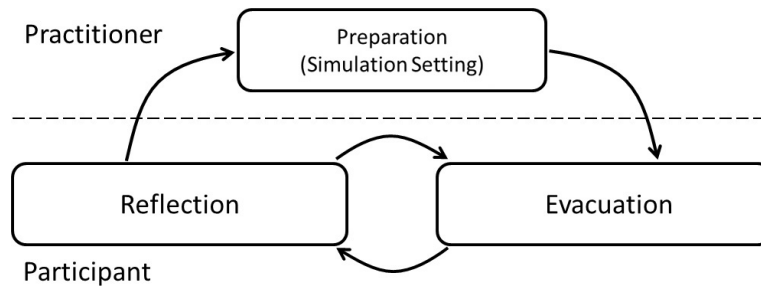 Practitioner
Preparation
(Simulation Setting)
Reflection
Evacuation
Participant